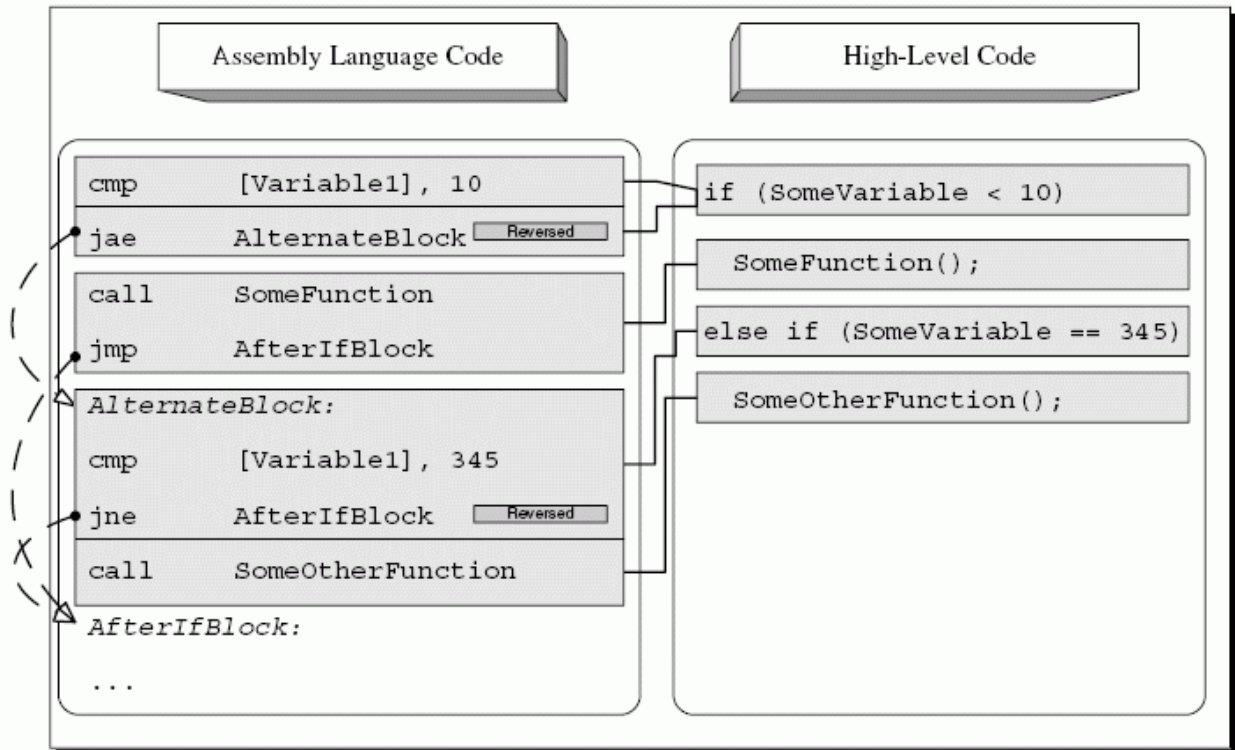 Assembly Language Code
High-Level Code
cmp [Variable1], 10
jae AlternateBlock Reversed
call SomeFunction
jmp AfterIfBlock
AlternateBlock:
cmp [Variable1], 345
jne AfterIfBlock Reversed
call SomeOtherFunction
AfterIfBlock:
...
if (SomeVariable < 10)
SomeFunction();
else if (SomeVariable == 345)
SomeOtherFunction();